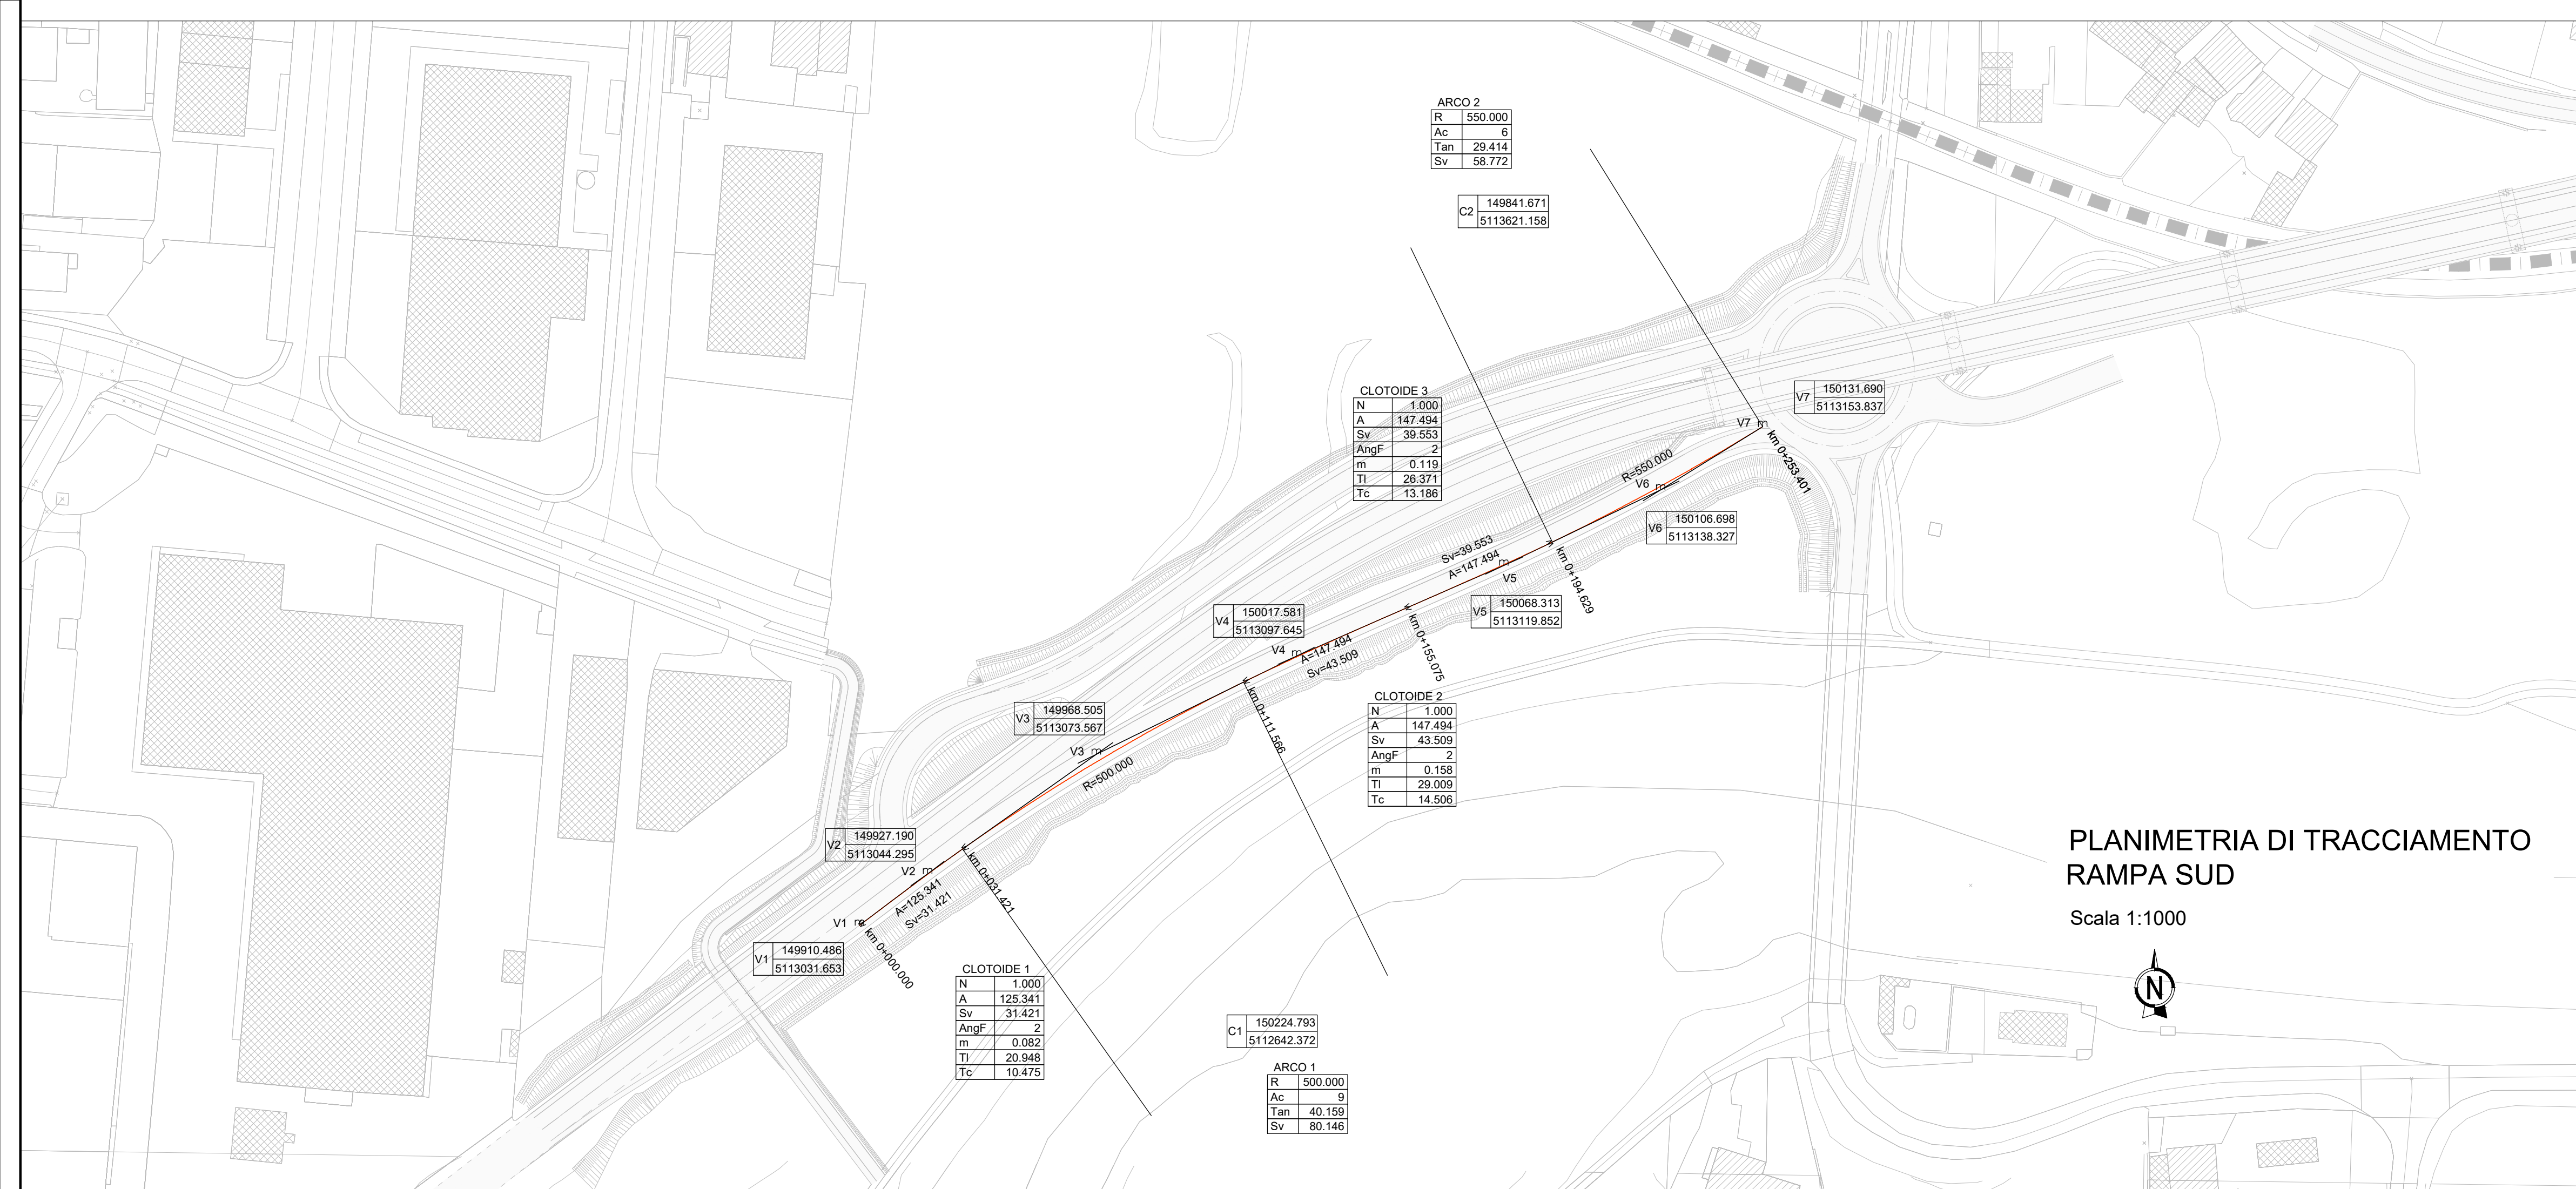 ARCO 2
R 550.000
Ac 6
Tan 29.414
Sv 58.772
C2 149841.671
5113621.158
CLOTOIDE 3
N 1.000
A 147.494
Sv 39.553
AngF 2
m 0.119
Tl 26.371
Tc 13.186
V7 150131.690
5113153.837
V7 m
km 0+253.401
R=550.000
V6 m
V6 150106.698
5113138.327
Sv=39.553
A=147.494
m
V5
km 0+194.629
V5 150068.313
5113119.852
V4 150017.581
5113097.645
V4 m
A=147.494
Sv=43.509
km 0+155.075
km 0+111.566
CLOTOIDE 2
N 1.000
A 147.494
Sv 43.509
AngF 2
m 0.158
Tl 29.009
Tc 14.506
V3 149968.505
5113073.567
V3 m
R=500.000
V2 149927.190
5113044.295
V2 m
A=125.341
Sv=31.421
km 0+031.421
V1 m
km 0+000.000
V1 149910.486
5113031.653
CLOTOIDE 1
N 1.000
A 125.341
Sv 31.421
AngF 2
m 0.082
Tl 20.948
Tc 10.475
C1 150224.793
5112642.372
ARCO 1
R 500.000
Ac 9
Tan 40.159
Sv 80.146
PLANIMETRIA DI TRACCIAMENTO
RAMPA SUD
Scala 1:1000
N